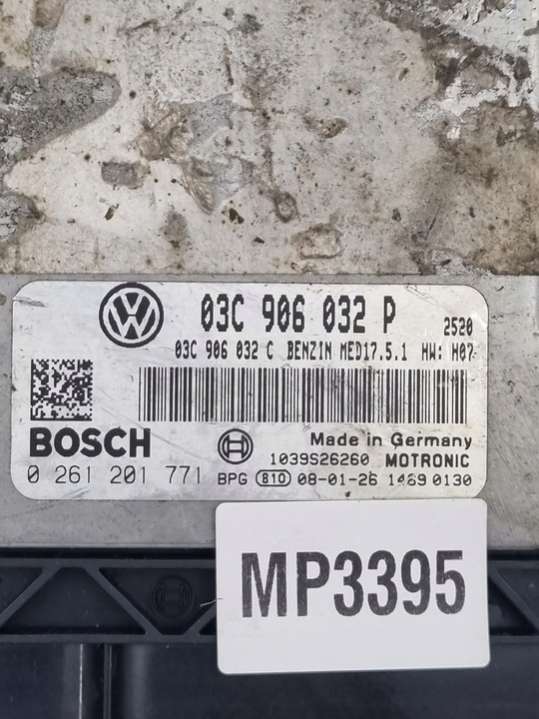 03C 906 032 P 2520
03C 906 032 C BENZIN MED17.5.1 HW: H07
BOSCH
Made in Germany
1039S26260 MOTRONIC
0 261 201 771 BPG 810 08-01-26 1469 0130
MP3395